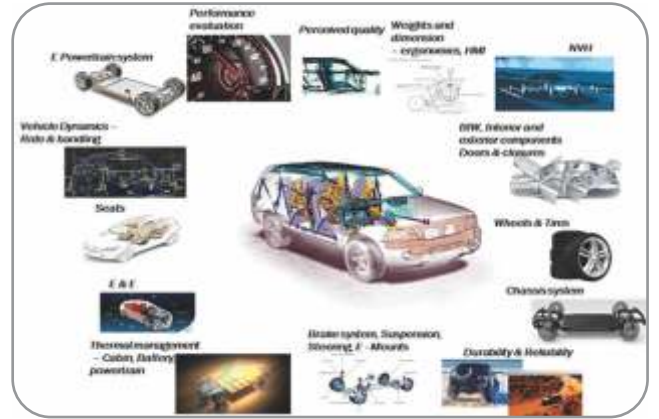 Performance
evaluation
Perceived quality
Weights and
dimension
- ergonomics, HMI
NVH
E Powertrain system
Vehicle Dynamics -
Ride & handling
BIW, Interior and
exterior components
Doors & closures
Seats
Wheels & Tires
E & E
Chassis system
Thermal management
- Cabin, Battery,
powertrain
Brake system, Suspension,
Steering, E - Mounts
Durability & Reliability